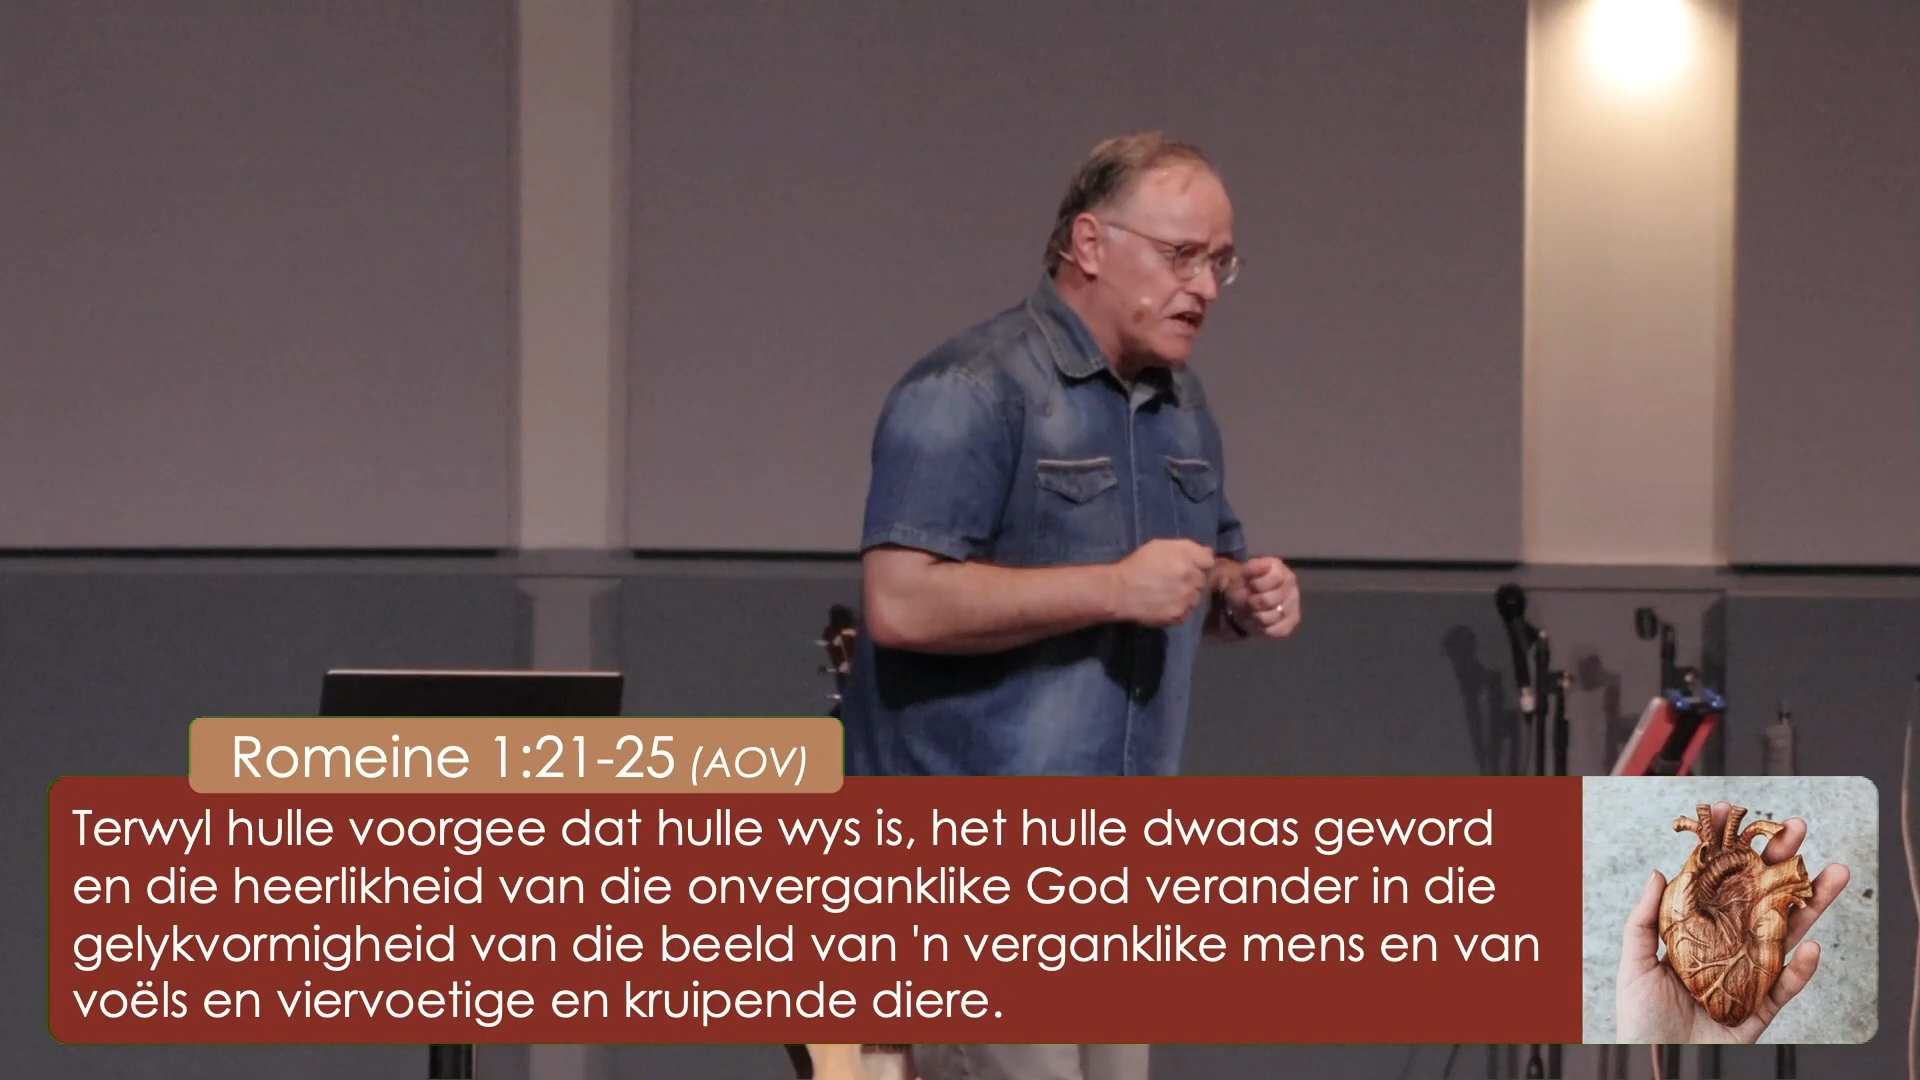 Romeine 1:21-25 (AOV)
Terwyl hulle voorgee dat hulle wys is, het hulle dwaas geword
en die heerlikheid van die onverganklike God verander in die
gelykvormigheid van die beeld van 'n verganklike mens en van
voëls en viervoetige en kruipende diere.